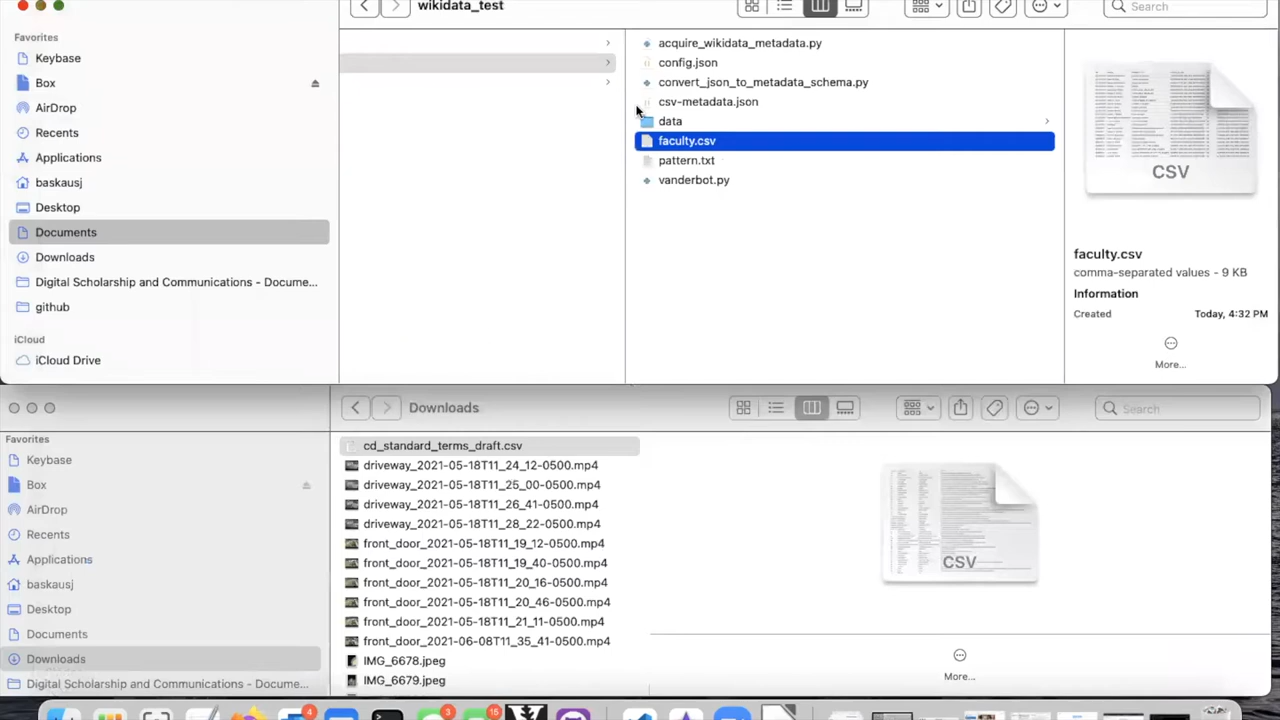 wikidata_test
Search
Favorites
Keybase
Box
AirDrop
Recents
Applications
baskausj
Desktop
Documents
Downloads
Digital Scholarship and Communications - Docume...
github
iCloud
iCloud Drive
acquire_wikidata_metadata.py
config.json
convert_json_to_metadata_schema.py
csv-metadata.json
data
faculty.csv
pattern.txt
vanderbot.py
CSV
faculty.csv
comma-separated values - 9 KB
Information
Created Today, 4:32 PM
More...
Downloads
Search
Favorites
Keybase
Box
AirDrop
Recents
Applications
baskausj
Desktop
Documents
Downloads
Digital Scholarship and Communications - Docume...
cd_standard_terms_draft.csv
driveway_2021-05-18T11_24_12-0500.mp4
driveway_2021-05-18T11_25_00-0500.mp4
driveway_2021-05-18T11_26_41-0500.mp4
driveway_2021-05-18T11_28_22-0500.mp4
front_door_2021-05-18T11_19_12-0500.mp4
front_door_2021-05-18T11_19_40-0500.mp4
front_door_2021-05-18T11_20_16-0500.mp4
front_door_2021-05-18T11_20_46-0500.mp4
front_door_2021-05-18T11_21_11-0500.mp4
front_door_2021-06-08T11_35_41-0500.mp4
IMG_6678.jpeg
IMG_6679.jpeg
CSV
More...
4
3
15